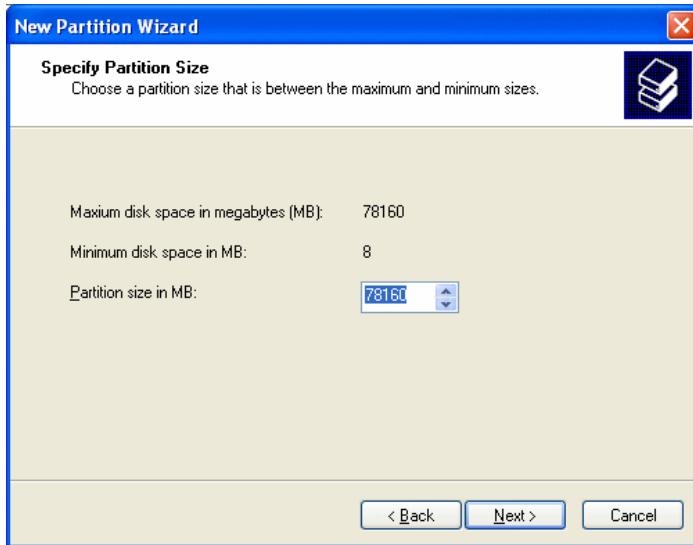 New Partition Wizard
Specify Partition Size
Choose a partition size that is between the maximum and minimum sizes.
Maxium disk space in megabytes (MB): 78160
Minimum disk space in MB: 8
Partition size in MB: 78160
< Back Next > Cancel